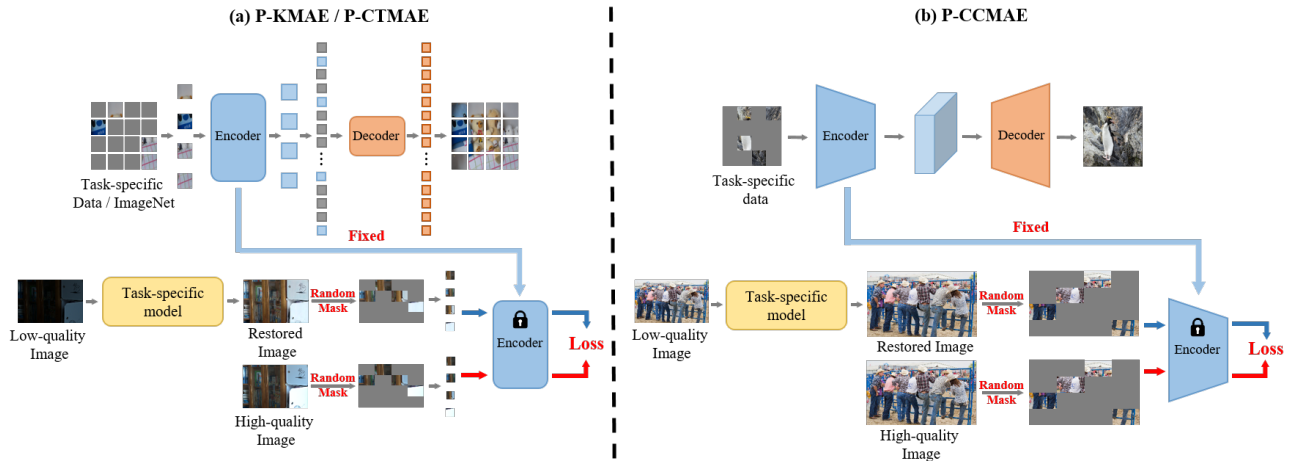 (a) P-KMAE / P-CTMAE
Encoder
Decoder
Task-specific
Data / ImageNet
Fixed
Low-quality
Image
Task-specific
model
Restored
Image
Random
Mask
High-quality
Image
Random
Mask
Encoder
Loss
(b) P-CCMAE
Encoder
Decoder
Task-specific
data
Fixed
Low-quality
Image
Task-specific
model
Restored Image
Random
Mask
High-quality
Image
Random
Mask
Encoder
Loss